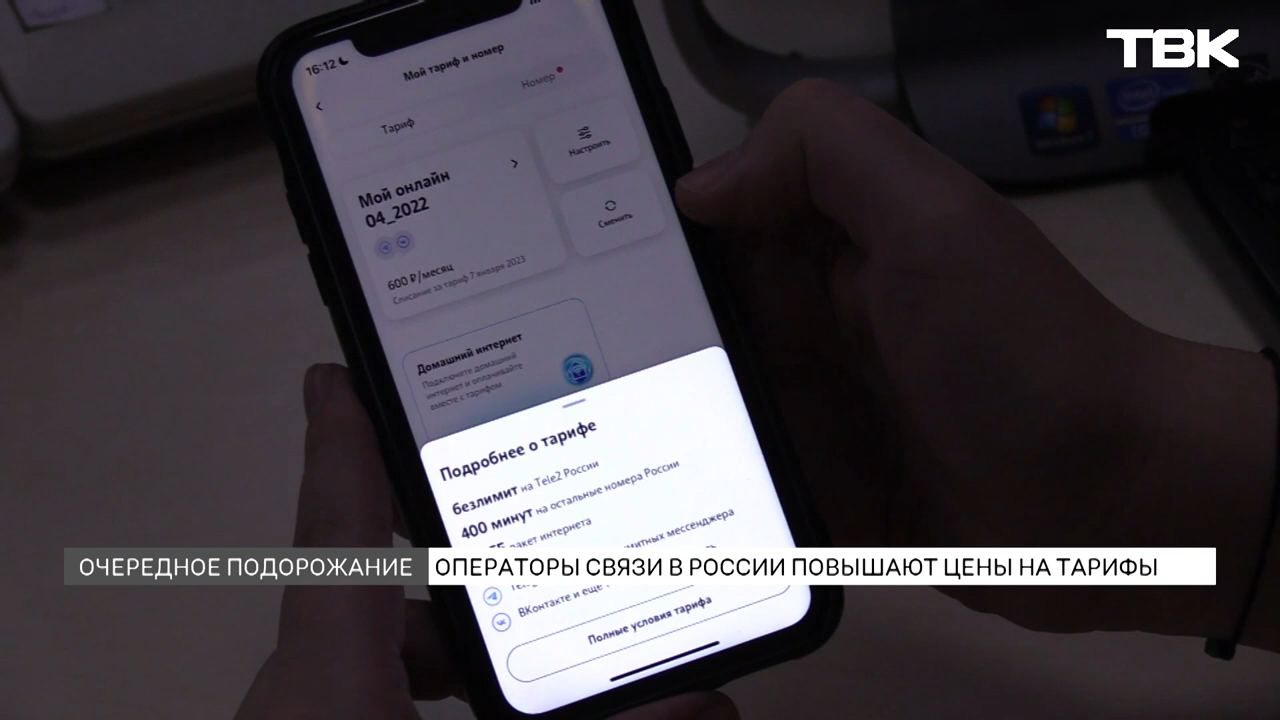 ТВК
16:12
Мой тариф и номер
Тариф
Номер
Мой онлайн
04_2022
600 ₽/месяц
Списание за тариф 7 января 2023
Настроить
Сменить
Домашний интернет
Подключите домашний
интернет и оплачивайте
вместе с тарифом
Подробнее о тарифе
безлимит на Tele2 России
400 минут на остальные номера России
пакет интернета
мессенджера
ВКонтакте и ещё
Полные условия тарифа
ОЧЕРЕДНОЕ ПОДОРОЖАНИЕ
ОПЕРАТОРЫ СВЯЗИ В РОССИИ ПОВЫШАЮТ ЦЕНЫ НА ТАРИФЫ